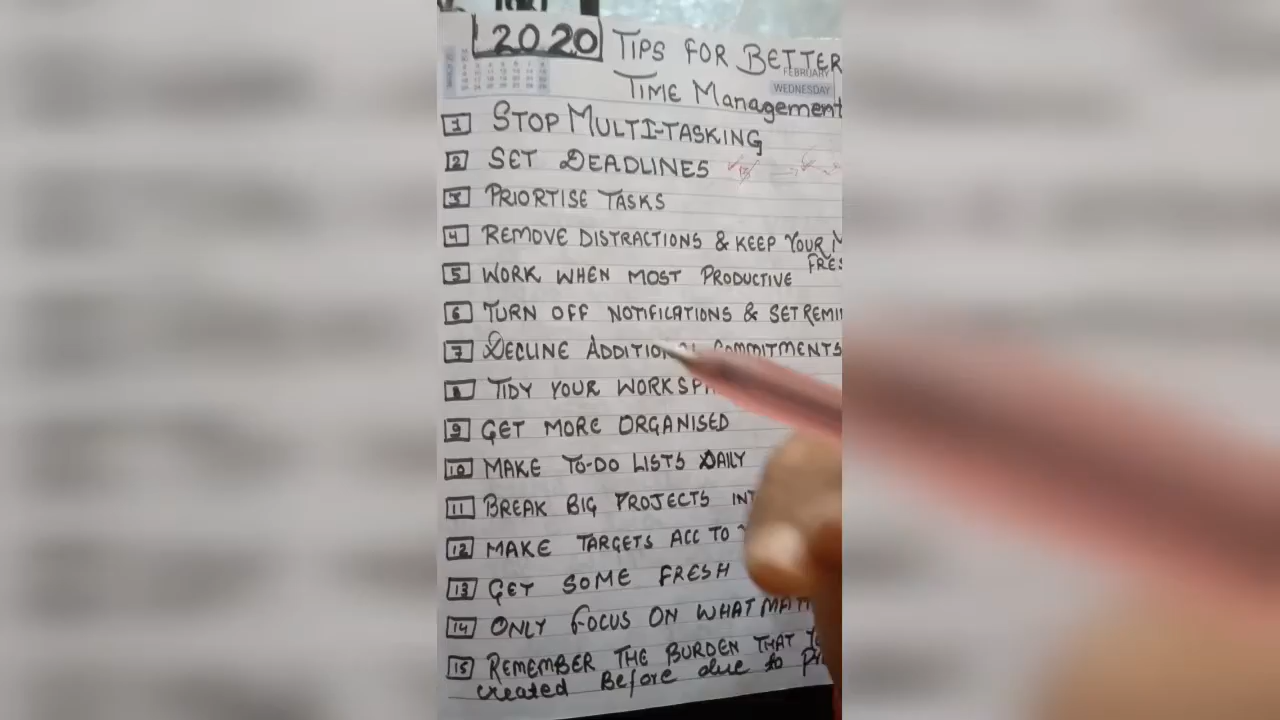 2020 TIPS FOR BETTER
FEBRUARY
TIME Management
WEDNESDAY
1 STOP MULTI-TASKING
2 SET DEADLINES
3 PRIORTISE TASKS
4 REMOVE DISTRACTIONS & KEEP YOUR
5 WORK WHEN MOST PRODUCTIVE
6 TURN OFF NOTIFICATIONS & SET
7 DECLINE ADDITIONAL COMMITMENTS
8 TIDY YOUR
9 GET MORE ORGANISED
10 MAKE TO-DO LISTS DAILY
11 BREAK BIG PROJECTS
12 MAKE TARGETS ACC TO
13 GET SOME FRESH
14 ONLY FOCUS ON WHAT
15 REMEMBER THE BURDEN THAT
created Before due to